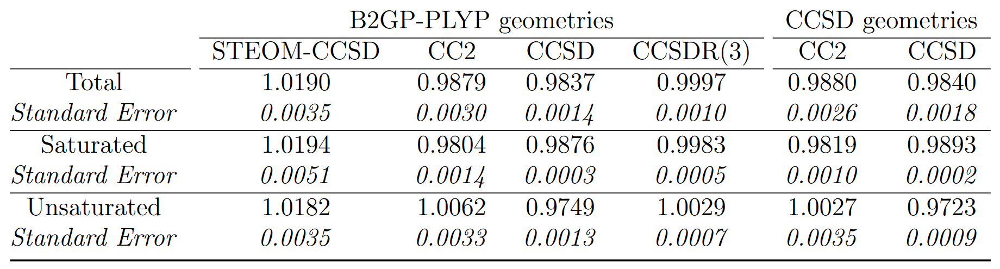 B2GP-PLYP geometries CCSD geometries
STEOM-CCSD CC2 CCSD CCSDR(3) CC2 CCSD
Total 1.0190 0.9879 0.9837 0.9997 0.9880 0.9840
Standard Error 0.0035 0.0030 0.0014 0.0010 0.0026 0.0018
Saturated 1.0194 0.9804 0.9876 0.9983 0.9819 0.9893
Standard Error 0.0051 0.0014 0.0003 0.0005 0.0010 0.0002
Unsaturated 1.0182 1.0062 0.9749 1.0029 1.0027 0.9723
Standard Error 0.0035 0.0033 0.0013 0.0007 0.0035 0.0009